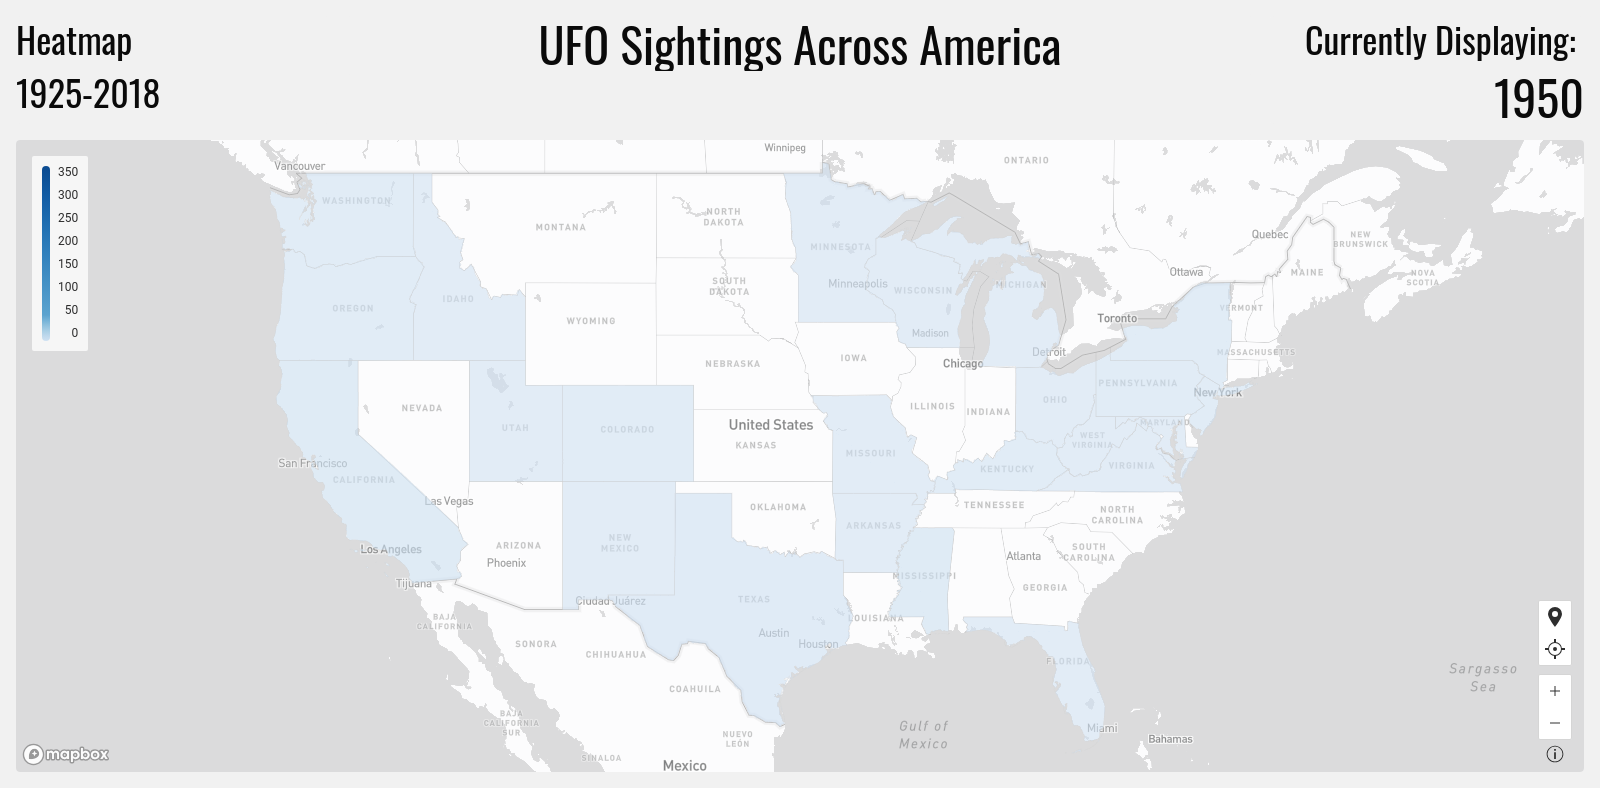 Heatmap
1925-2018
UFO Sightings Across America
Currently Displaying:
1950
350
300
250
200
150
100
50
0
Vancouver
Winnipeg
ONTARIO
WASHINGTON
MONTANA
NORTH
DAKOTA
MINNESOTA
Quebec
NEW
BRUNSWICK
Ottawa
MAINE
NOVA
SCOTIA
OREGON
IDAHO
SOUTH
DAKOTA
Minneapolis
WISCONSIN
MICHIGAN
VERMONT
WYOMING
Toronto
Madison
Detroit
MASSACHUSETTS
NEBRASKA
IOWA
Chicago
NEVADA
UTAH
COLORADO
United States
KANSAS
ILLINOIS
INDIANA
OHIO
PENNSYLVANIA
New York
MARYLAND
WEST
VIRGINIA
VIRGINIA
San Francisco
CALIFORNIA
MISSOURI
KENTUCKY
Las Vegas
OKLAHOMA
TENNESSEE
NORTH
CAROLINA
Los Angeles
ARIZONA
Phoenix
NEW
MEXICO
ARKANSAS
Atlanta
SOUTH
CAROLINA
Tijuana
MISSISSIPPI
GEORGIA
Ciudad Juárez
TEXAS
BAJA
CALIFORNIA
LOUISIANA
Austin
Houston
SONORA
CHIHUAHUA
FLORIDA
Sargasso
Sea
COAHUILA
BAJA
CALIFORNIA
SUR
Gulf of
Mexico
Miami
Bahamas
NUEVO
LEÓN
SINALOA
Mexico
+
−
mapbox